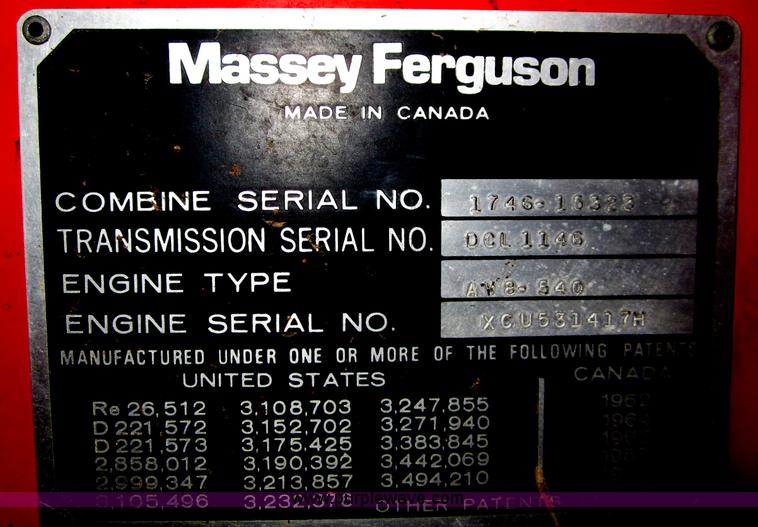 Massey Ferguson
MADE IN CANADA
COMBINE SERIAL NO. 1746-16323
TRANSMISSION SERIAL NO. DCL 1146
ENGINE TYPE AV8-540
ENGINE SERIAL NO. XCU531417H
MANUFACTURED UNDER ONE OR MORE OF THE FOLLOWING PATENTS
UNITED STATES CANADA
Re 26,512 3,108,703 3,247,855
D 221,572 3,152,702 3,271,940
D 221,573 3,175,425 3,383,845
2,858,012 3,190,392 3,442,069
2,999,347 3,213,857 3,494,210
3,105,496 OTHER PATENTS
www.purplewave.com